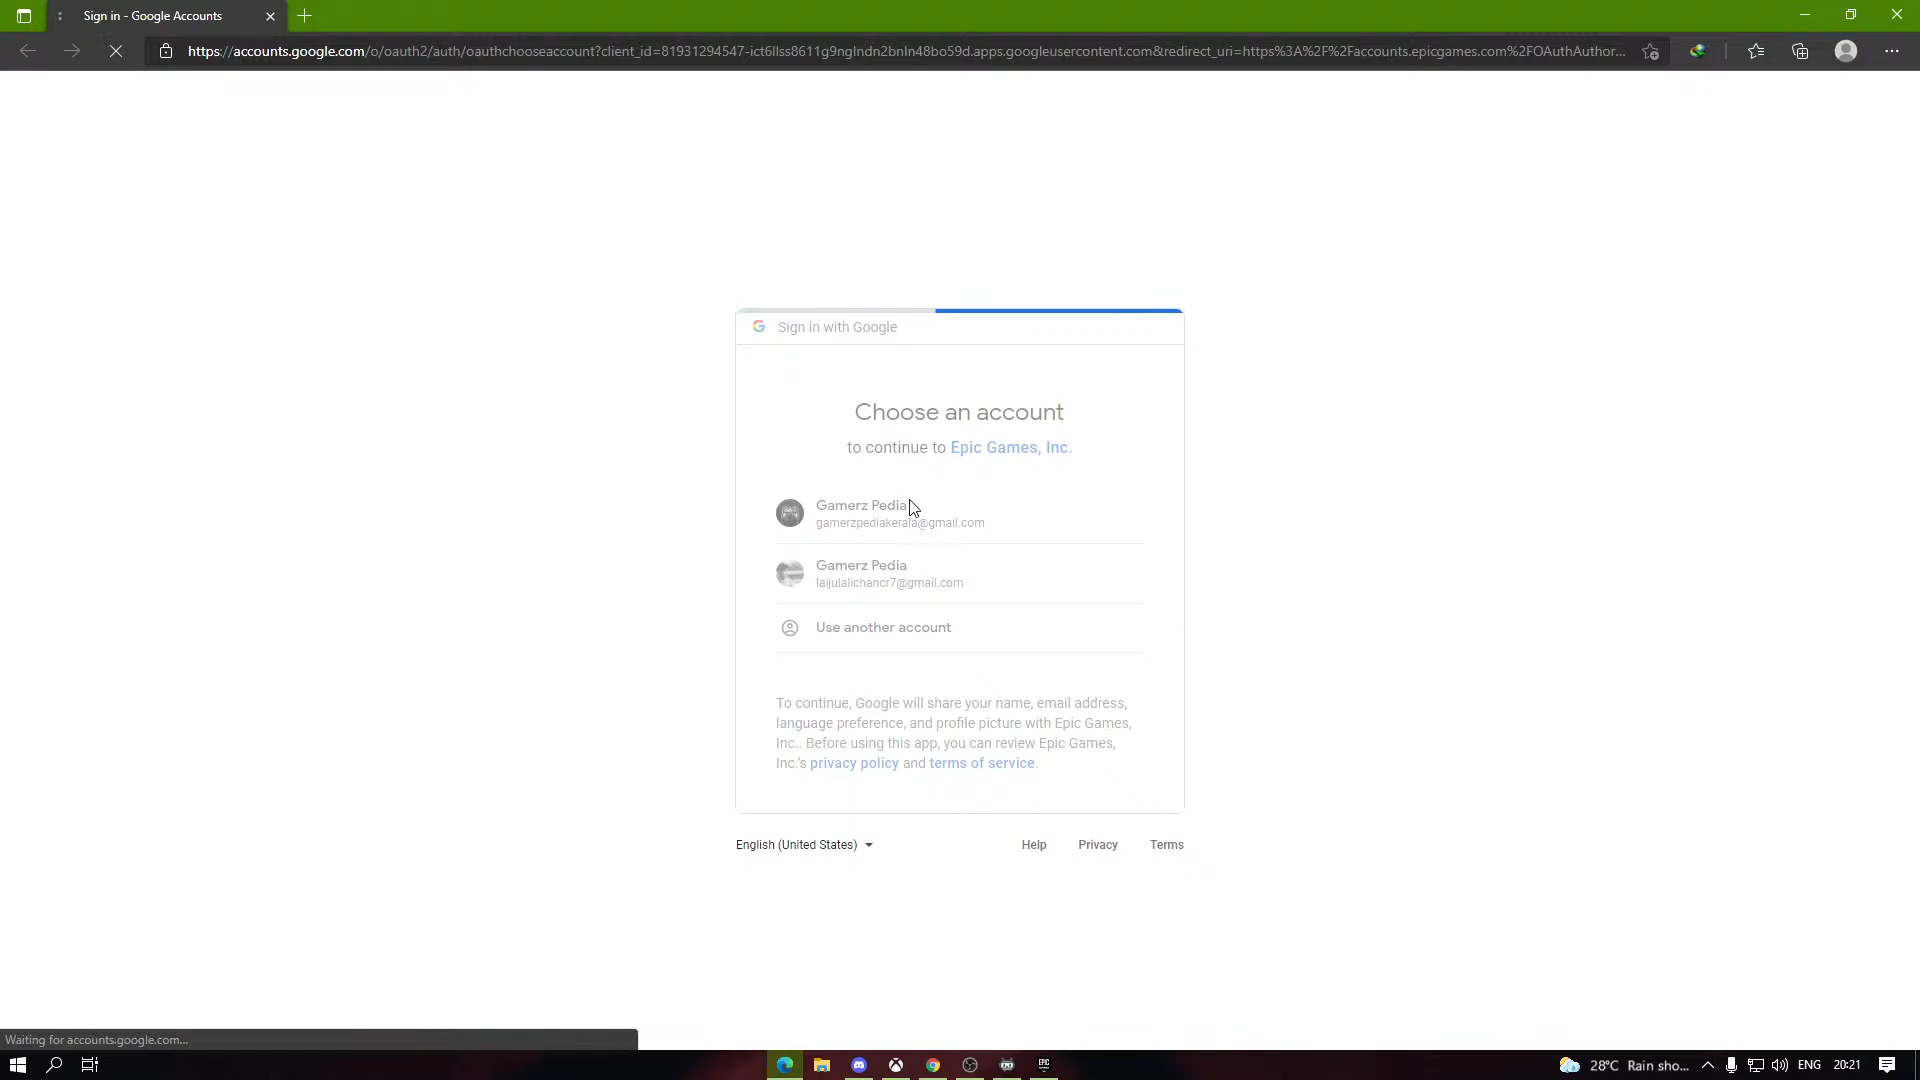 Sign in - Google Accounts
https://accounts.google.com/o/oauth2/auth/oauthchooseaccount?client_id=81931294547-ict6llss8611g9nglndn2bnln48bo59d.apps.googleusercontent.com&redirect_uri=https%3A%2F%2Faccounts.epicgames.com%2FOAuthAuthor...
Sign in with Google
Choose an account
to continue to Epic Games, Inc.
Gamerz Pedia
gamerzpediakerala@gmail.com
Gamerz Pedia
laijulalichancr7@gmail.com
Use another account
To continue, Google will share your name, email address,
language preference, and profile picture with Epic Games,
Inc.. Before using this app, you can review Epic Games,
Inc.'s privacy policy and terms of service.
English (United States)
Help
Privacy
Terms
Waiting for accounts.google.com...
EPIC
28°C Rain sho...
ENG
20:21